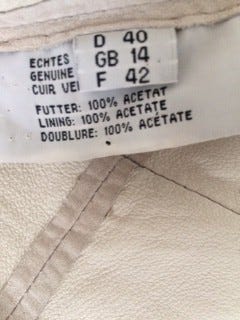 D 40
GB 14
F 42
ECHTES
GENUINE
CUIR
FUTTER: 100% ACETAT
LINING: 100% ACETATE
DOUBLURE: 100% ACÉTATE